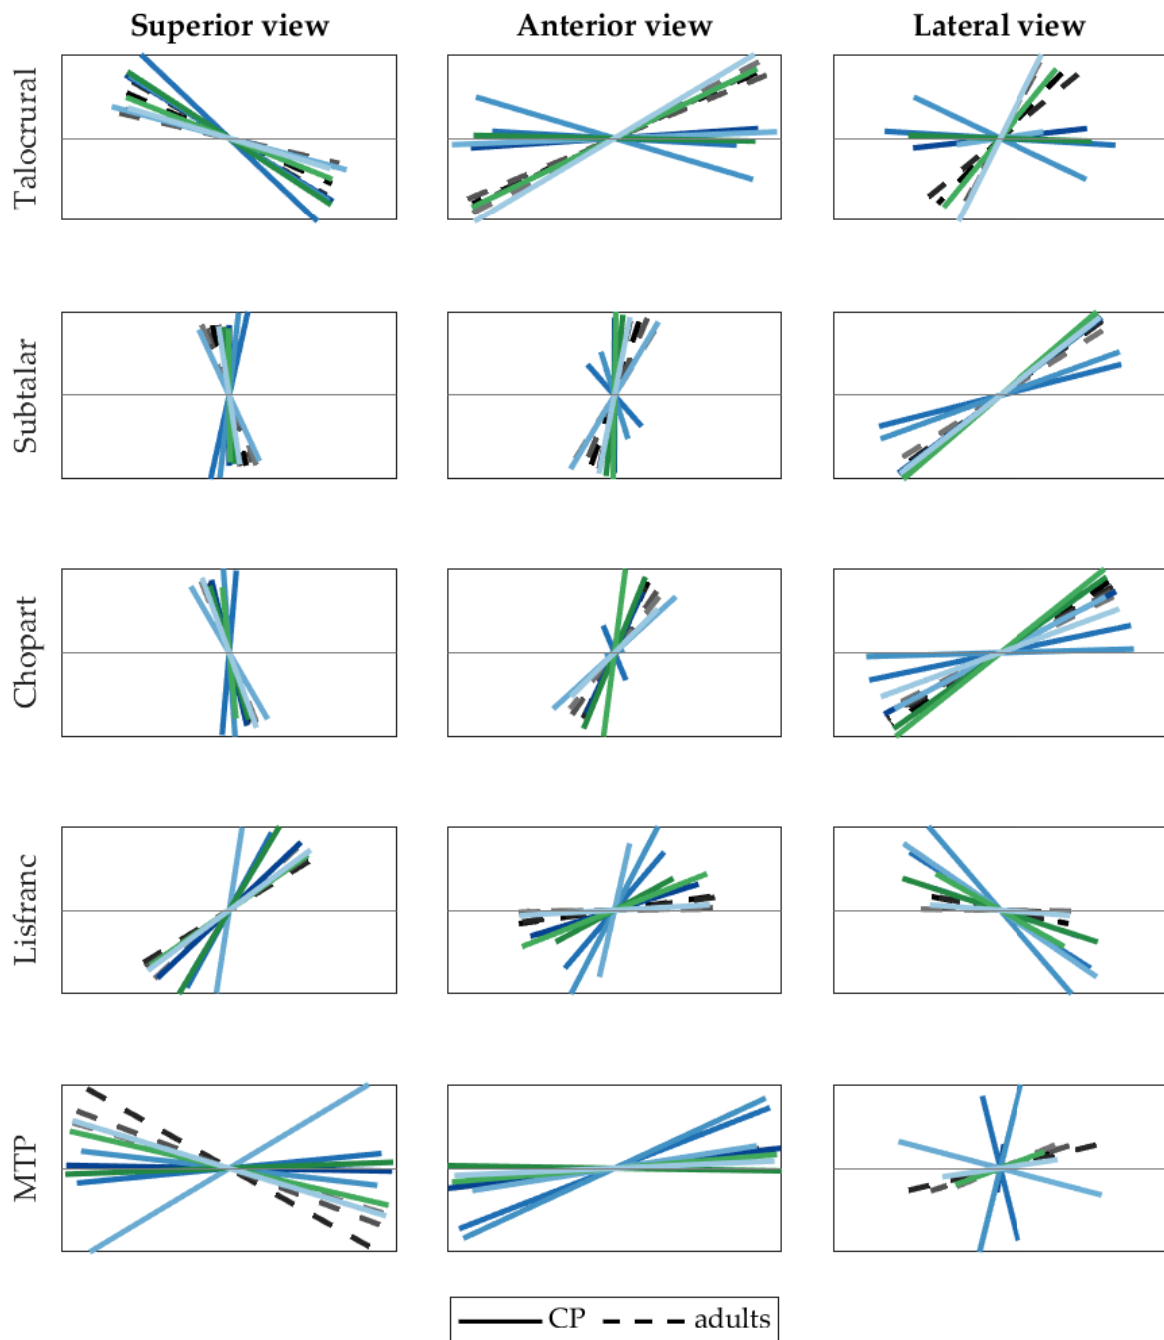 Superior view Anterior view Lateral view
Talocrural
Subtalar
Chopart
Lisfranc
MTP
CP adults